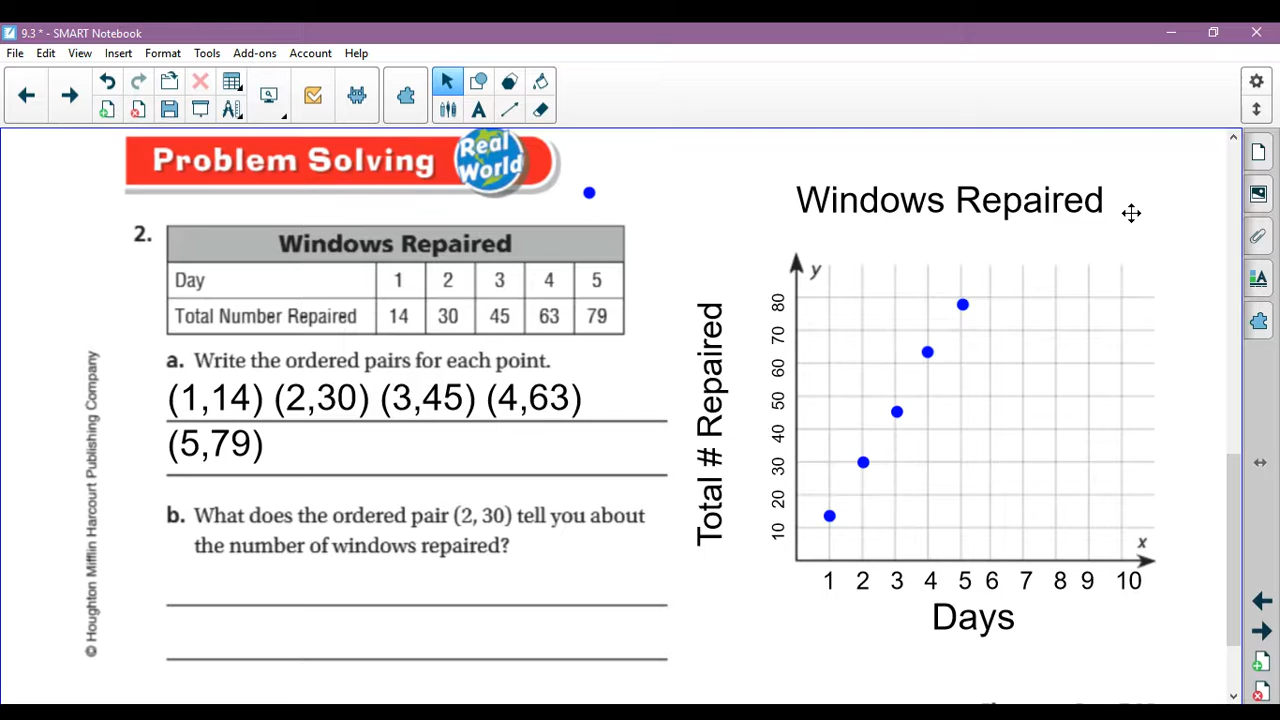 9.3 * - SMART Notebook
File Edit View Insert Format Tools Add-ons Account Help
Problem Solving Real World
2.
Windows Repaired
Day 1 2 3 4 5
Total Number Repaired 14 30 45 63 79
a. Write the ordered pairs for each point.
(1,14) (2,30) (3,45) (4,63)
(5,79)
b. What does the ordered pair (2, 30) tell you about
the number of windows repaired?
© Houghton Mifflin Harcourt Publishing Company
Windows Repaired
y
Total # Repaired
80
70
60
50
40
30
20
10
x
1 2 3 4 5 6 7 8 9 10
Days